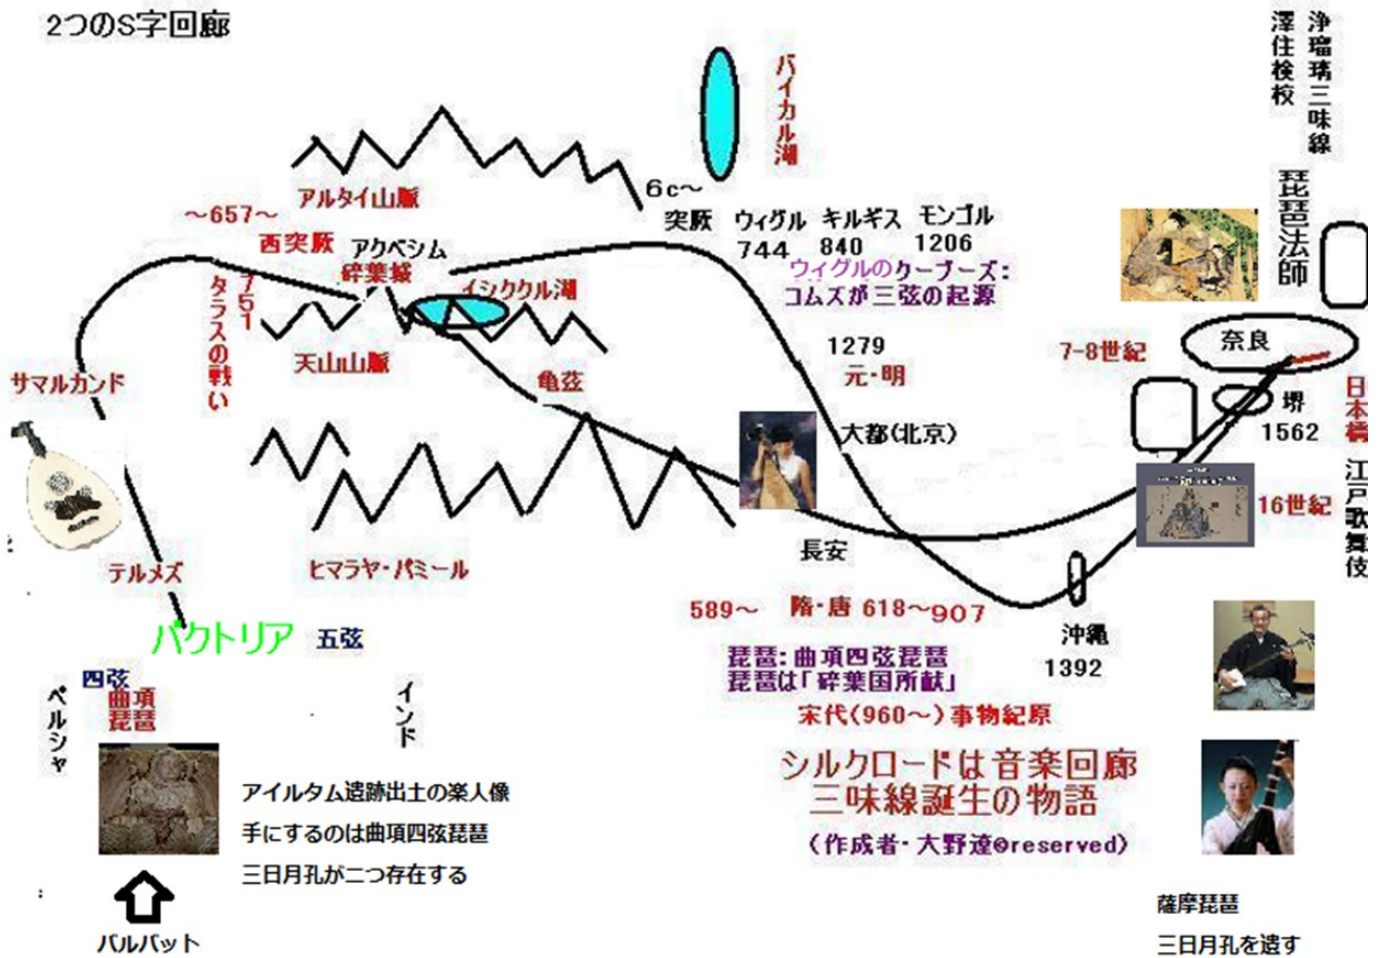 2つのS字回廊
浄瑠璃三味線
澤住検校
バイカル湖
琵琶法師
アルタイ山脈
6c～
～657～
突厥 ウィグル キルギス モンゴル
744 840 1206
西突厥
アクベシム
砕葉城
ウィグルのクーブーズ:
コムズが三弦の起源
イシククル湖
751
タラスの戦い
天山山脈
1279
元・明
7-8世紀
奈良
サマルカンド
亀茲
堺
1562
日本橋 江戸歌舞伎
大都(北京)
16世紀
長安
テルメズ
ヒマラヤ・パミール
589～ 隋・唐 618～907
バクトリア
五弦
沖縄
1392
琵琶:曲項四弦琵琶
琵琶は「砕葉国所献」
四弦
曲項
琵琶
ペルシャ
インド
宋代(960～)事物紀原
シルクロードは音楽回廊
三味線誕生の物語
(作成者・大野遼©reserved)
アイルタム遺跡出土の楽人像
手にするのは曲項四弦琵琶
三日月孔が二つ存在する
バルバット
薩摩琵琶
三日月孔を遺す